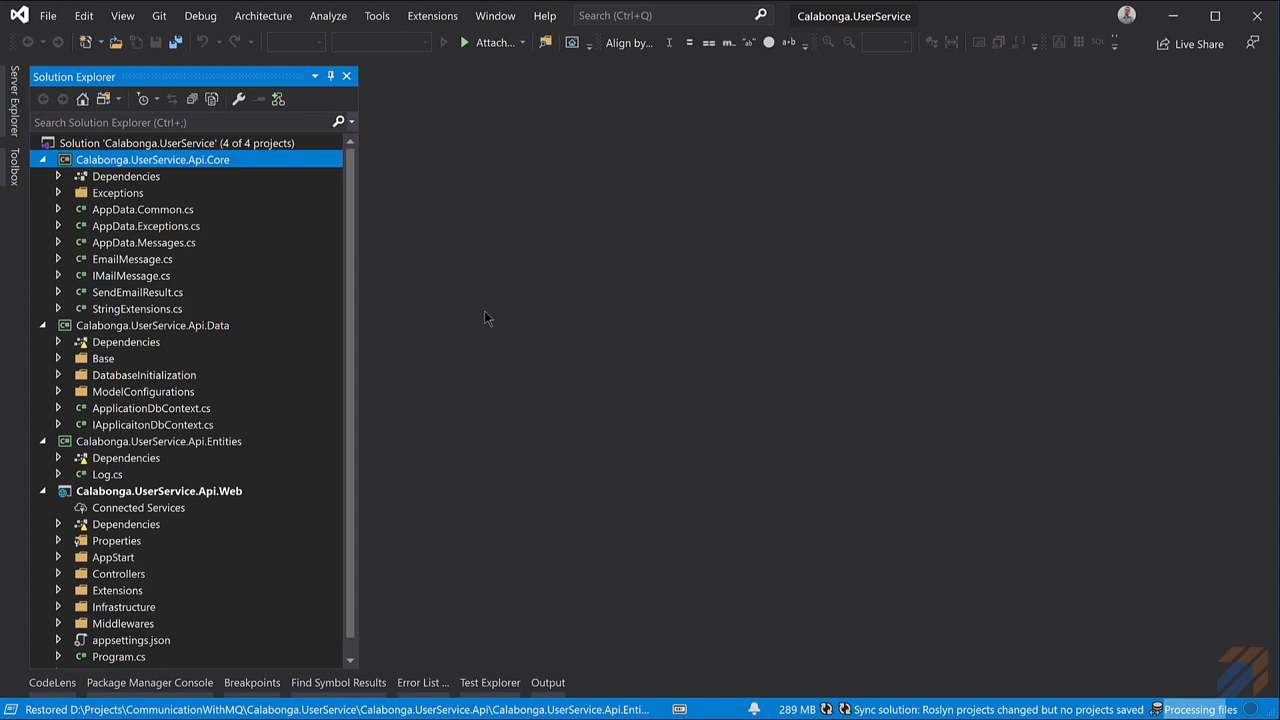 File Edit View Git Debug Architecture Analyze Tools Extensions Window Help Search (Ctrl+Q) Calabonga.UserService
Attach... Align by... Live Share
Server Explorer
Toolbox
Solution Explorer
Search Solution Explorer (Ctrl+;)
Solution 'Calabonga.UserService' (4 of 4 projects)
Calabonga.UserService.Api.Core
Dependencies
Exceptions
AppData.Common.cs
AppData.Exceptions.cs
AppData.Messages.cs
EmailMessage.cs
IMailMessage.cs
SendEmailResult.cs
StringExtensions.cs
Calabonga.UserService.Api.Data
Dependencies
Base
DatabaseInitialization
ModelConfigurations
ApplicationDbContext.cs
IApplicaitonDbContext.cs
Calabonga.UserService.Api.Entities
Dependencies
Log.cs
Calabonga.UserService.Api.Web
Connected Services
Dependencies
Properties
AppStart
Controllers
Extensions
Infrastructure
Middlewares
appsettings.json
Program.cs
CodeLens Package Manager Console Breakpoints Find Symbol Results Error List ... Test Explorer Output
Restored D:\Projects\CommunicationWithMQ\Calabonga.UserService\Calabonga.UserService.Api\Calabonga.UserService.Api.Enti... 289 MB Sync solution: Roslyn projects changed but no projects saved Processing files